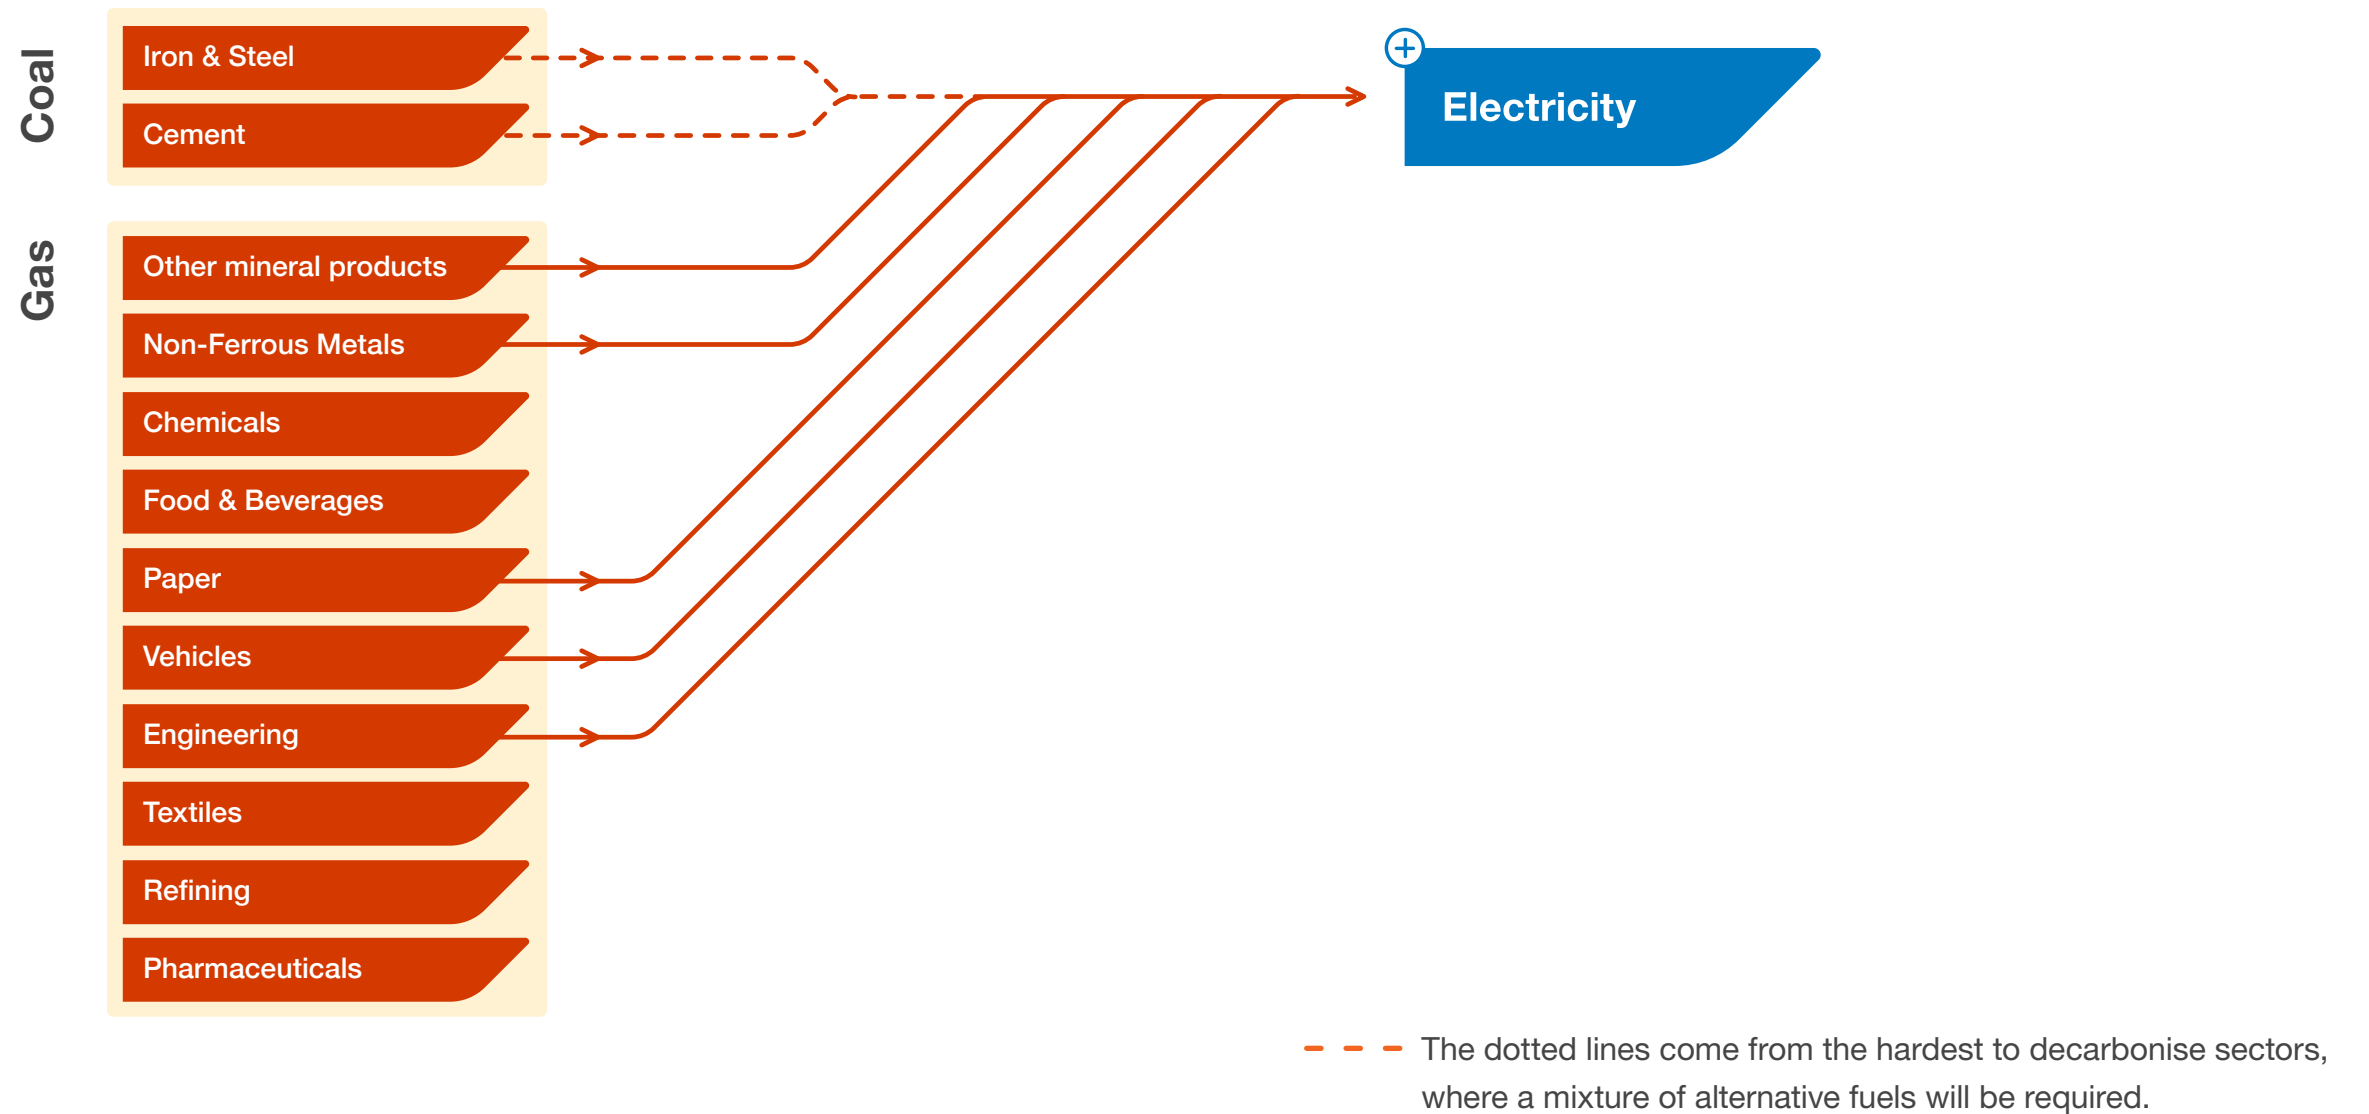 Coal
Iron & Steel
Cement
Electricity
Gas
Other mineral products
Non-Ferrous Metals
Chemicals
Food & Beverages
Paper
Vehicles
Engineering
Textiles
Refining
Pharmaceuticals
The dotted lines come from the hardest to decarbonise sectors,
where a mixture of alternative fuels will be required.